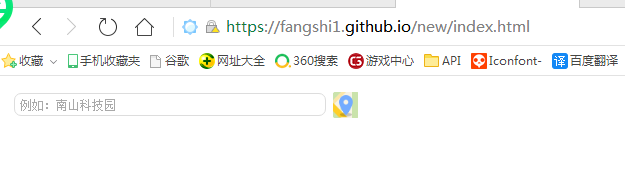 https://fangshi1.github.io/new/index.html
收藏 手机收藏夹 谷歌 网址大全 360搜索 游戏中心 API Iconfont- 译 百度翻译
例如：南山科技园